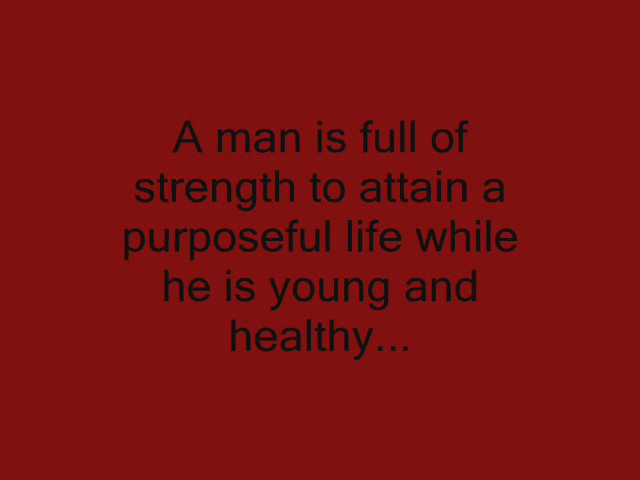 A man is full of
strength to attain a
purposeful life while
he is young and
healthy...